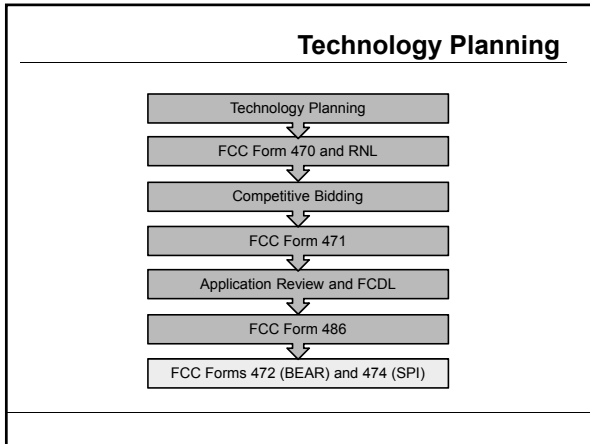 Technology Planning
Technology Planning
FCC Form 470 and RNL
Competitive Bidding
FCC Form 471
Application Review and FCDL
FCC Form 486
FCC Forms 472 (BEAR) and 474 (SPI)